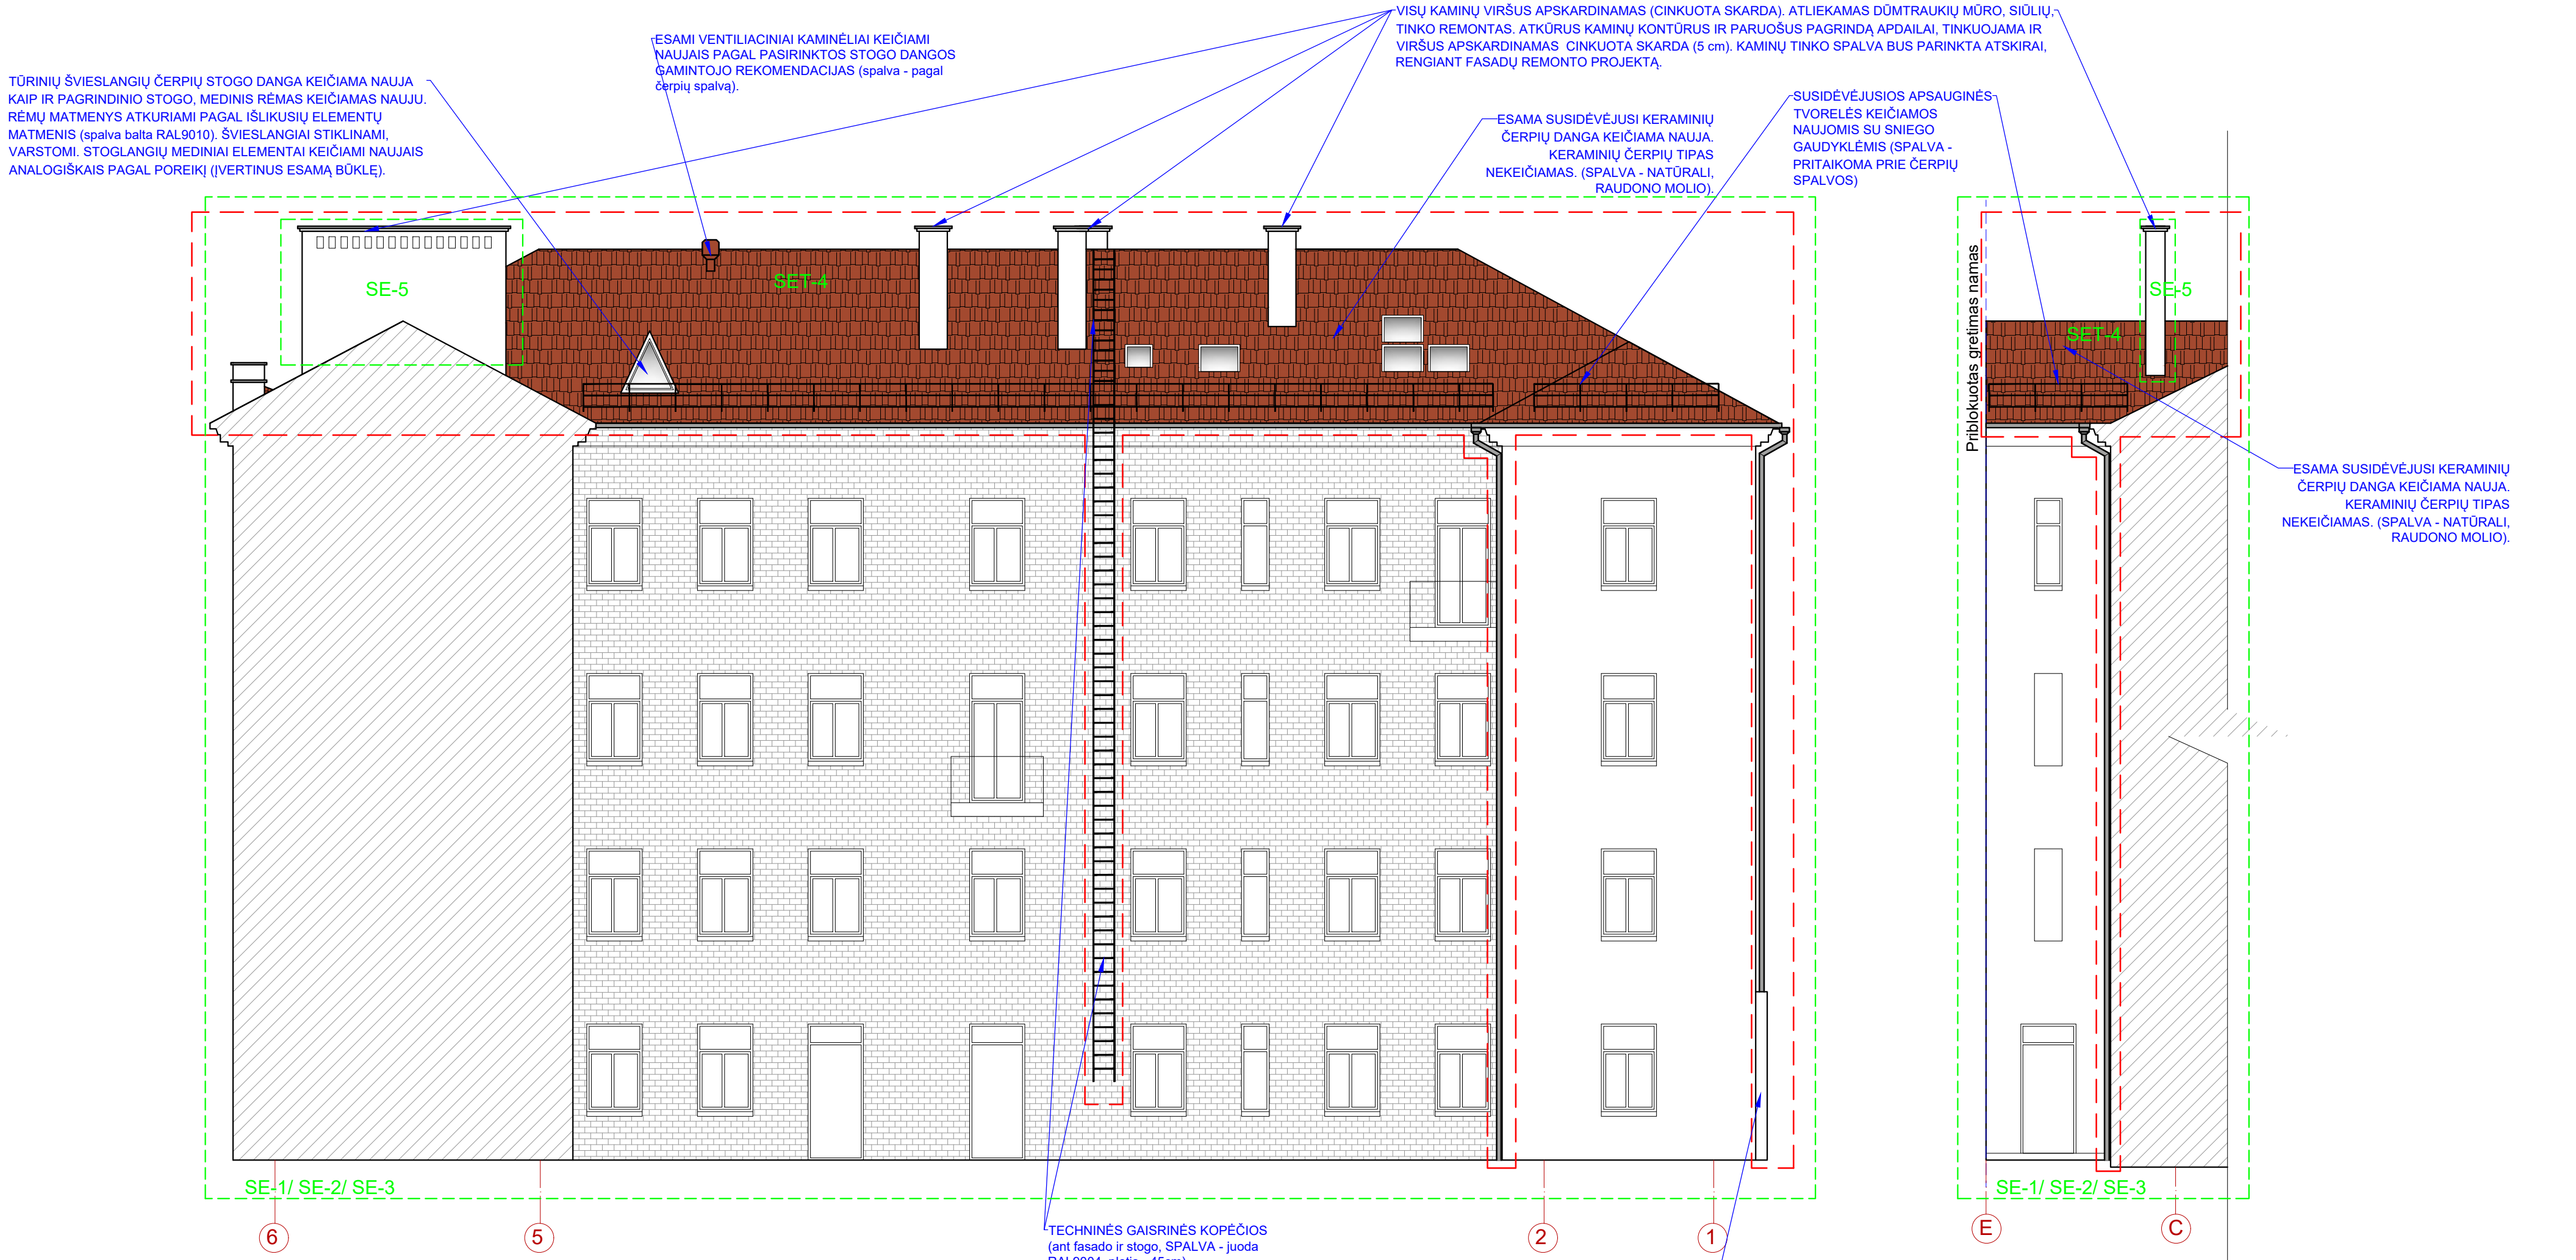 VISŲ KAMINŲ VIRŠUS APSKARDINAMAS (CINKUOTA SKARDA). ATLIEKAMAS DŪMTRAUKIŲ MŪRO, SIŪLIŲ,
TINKO REMONTAS. ATKŪRUS KAMINŲ KONTŪRUS IR PARUOŠUS PAGRINDĄ APDAILAI, TINKUOJAMA IR
VIRŠUS APSKARDINAMAS CINKUOTA SKARDA (5 cm). KAMINŲ TINKO SPALVA BUS PARINKTA ATSKIRAI,
RENGIANT FASADŲ REMONTO PROJEKTĄ.
ESAMI VENTILIACINIAI KAMINĖLIAI KEIČIAMI
NAUJAIS PAGAL PASIRINKTOS STOGO DANGOS
GAMINTOJO REKOMENDACIJAS (spalva - pagal
čerpių spalvą).
TŪRINIŲ ŠVIESLANGIŲ ČERPIŲ STOGO DANGA KEIČIAMA NAUJA
KAIP IR PAGRINDINIO STOGO, MEDINIS RĖMAS KEIČIAMAS NAUJU.
RĖMŲ MATMENYS ATKURIAMI PAGAL IŠLIKUSIŲ ELEMENTŲ
MATMENIS (spalva balta RAL9010). ŠVIESLANGIAI STIKLINAMI,
VARSTOMI. STOGLANGIŲ MEDINIAI ELEMENTAI KEIČIAMI NAUJAIS
ANALOGIŠKAIS PAGAL POREIKĮ (ĮVERTINUS ESAMĄ BŪKLĘ).
ESAMA SUSIDĖVĖJUSI KERAMINIŲ
ČERPIŲ DANGA KEIČIAMA NAUJA.
KERAMINIŲ ČERPIŲ TIPAS
NEKEIČIAMAS. (SPALVA - NATŪRALI,
RAUDONO MOLIO).
SUSIDĖVĖJUSIOS APSAUGINĖS
TVORELĖS KEIČIAMOS
NAUJOMIS SU SNIEGO
GAUDYKLĖMIS (SPALVA -
PRITAIKOMA PRIE ČERPIŲ
SPALVOS)
SE-5
SET-4
Priblokuotas gretimas namas
SE-5
SET-4
ESAMA SUSIDĖVĖJUSI KERAMINIŲ
ČERPIŲ DANGA KEIČIAMA NAUJA.
KERAMINIŲ ČERPIŲ TIPAS
NEKEIČIAMAS. (SPALVA - NATŪRALI,
RAUDONO MOLIO).
SE-1/ SE-2/ SE-3
SE-1/ SE-2/ SE-3
6
5
2
1
E
C
TECHNINĖS GAISRINĖS KOPĖČIOS
(ant fasado ir stogo, SPALVA - juoda